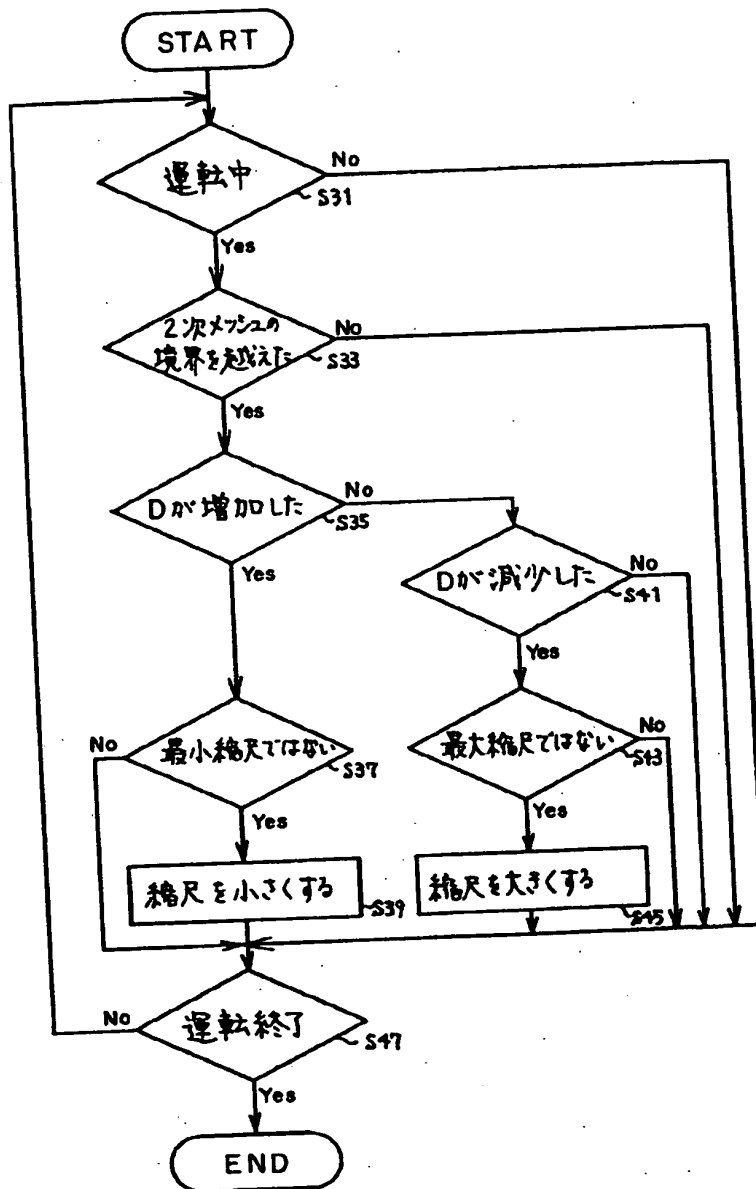 START
運転中
No
S31
Yes
2次メッシュの
境界を越えた
No
S33
Yes
Dが増加した
No
S35
Yes
Dが減少した
No
S41
Yes
最小縮尺ではない
No
S37
Yes
最大縮尺ではない
No
S43
Yes
縮尺を小さくする
S39
縮尺を大きくする
S45
運転終了
No
S47
Yes
END